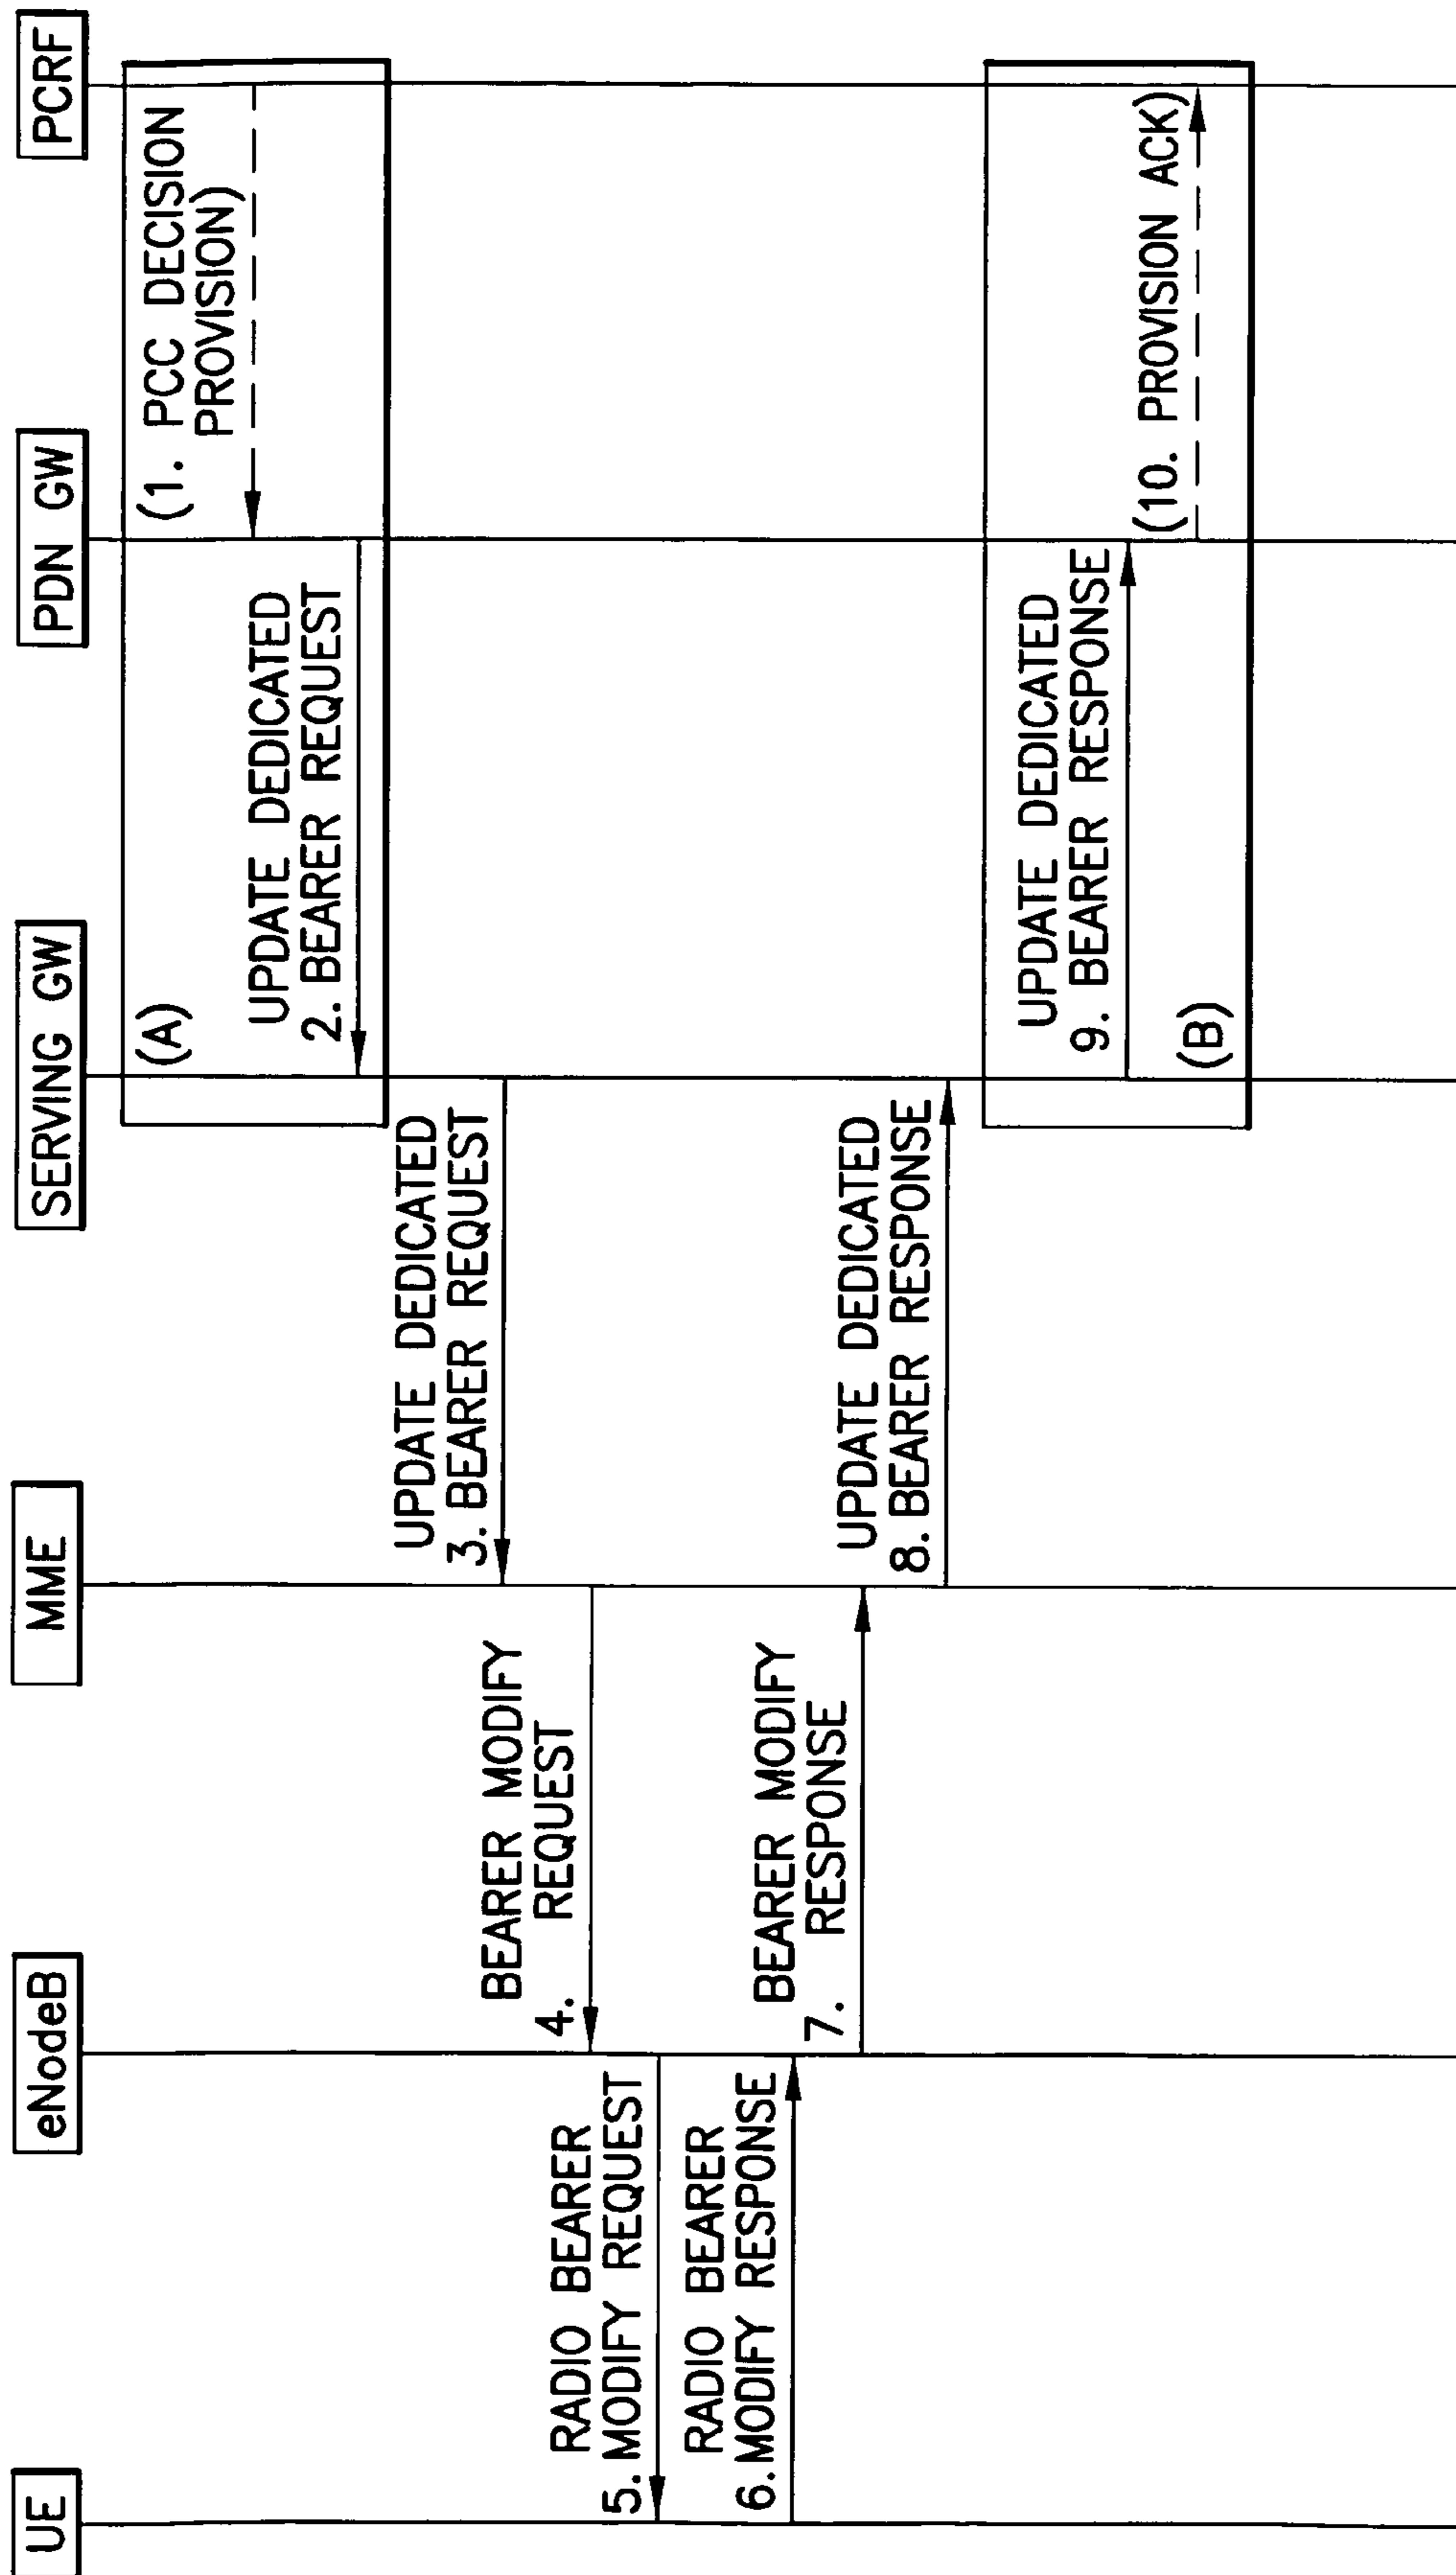 UE
eNodeB
MME
SERVING GW
PDN GW
PCRF
(A)
(1. PCC DECISION
PROVISION)
UPDATE DEDICATED
2. BEARER REQUEST
UPDATE DEDICATED
3. BEARER REQUEST
BEARER MODIFY
4. REQUEST
RADIO BEARER
5. MODIFY REQUEST
RADIO BEARER
6. MODIFY RESPONSE
BEARER MODIFY
7. RESPONSE
UPDATE DEDICATED
8. BEARER RESPONSE
UPDATE DEDICATED
9. BEARER RESPONSE
(10. PROVISION ACK)
(B)